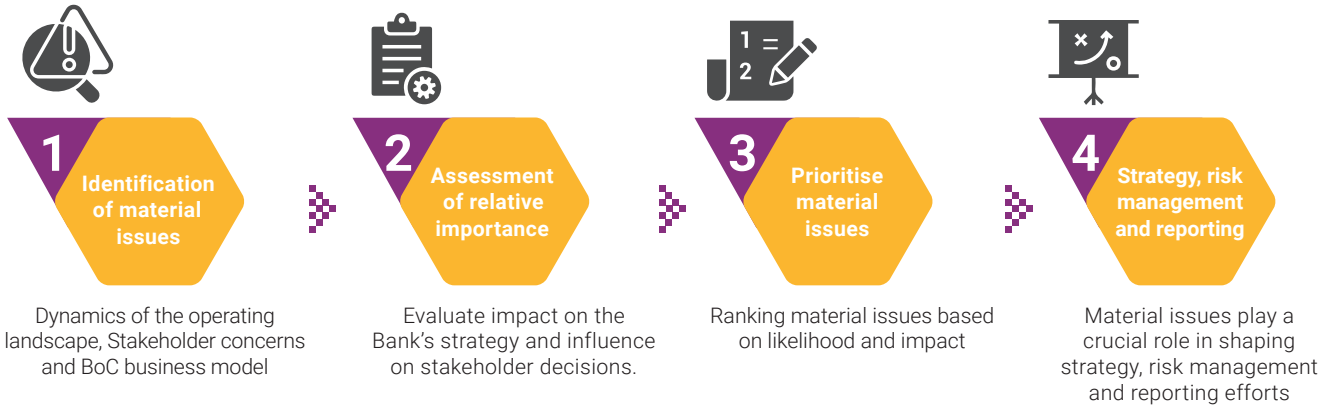 1
Identification
of material
issues
Dynamics of the operating
landscape, Stakeholder concerns
and BoC business model
2
Assessment
of relative
importance
Evaluate impact on the
Bank’s strategy and influence
on stakeholder decisions.
1
2
3
Prioritise
material
issues
Ranking material issues based
on likelihood and impact
4
Strategy, risk
management
and reporting
Material issues play a
crucial role in shaping
strategy, risk management
and reporting efforts